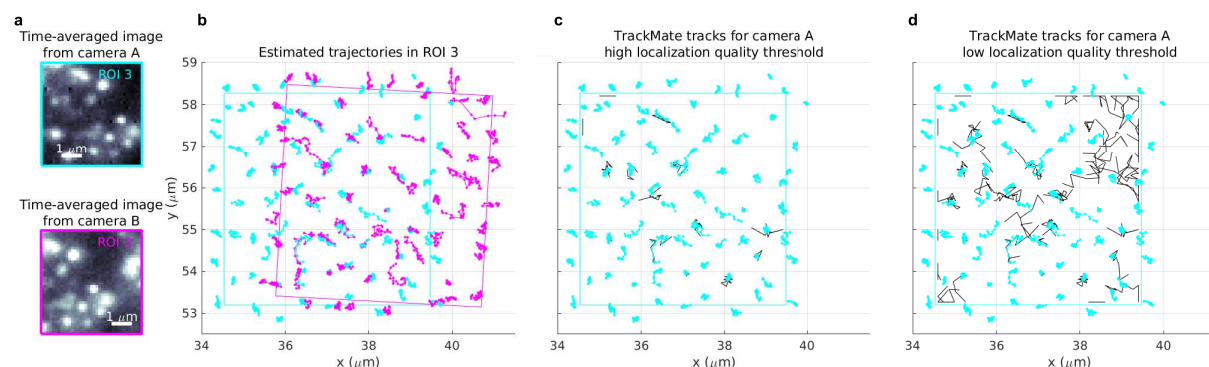 a
Time-averaged image
from camera A
ROI 3
1 μm
Time-averaged image
from camera B
ROI 3
1 μm
b
Estimated trajectories in ROI 3
59
58
57
56
55
54
53
y (μm)
34
36
38
40
x (μm)
c
TrackMate tracks for camera A
high localization quality threshold
34
36
38
40
x (μm)
d
TrackMate tracks for camera A
low localization quality threshold
34
36
38
40
x (μm)